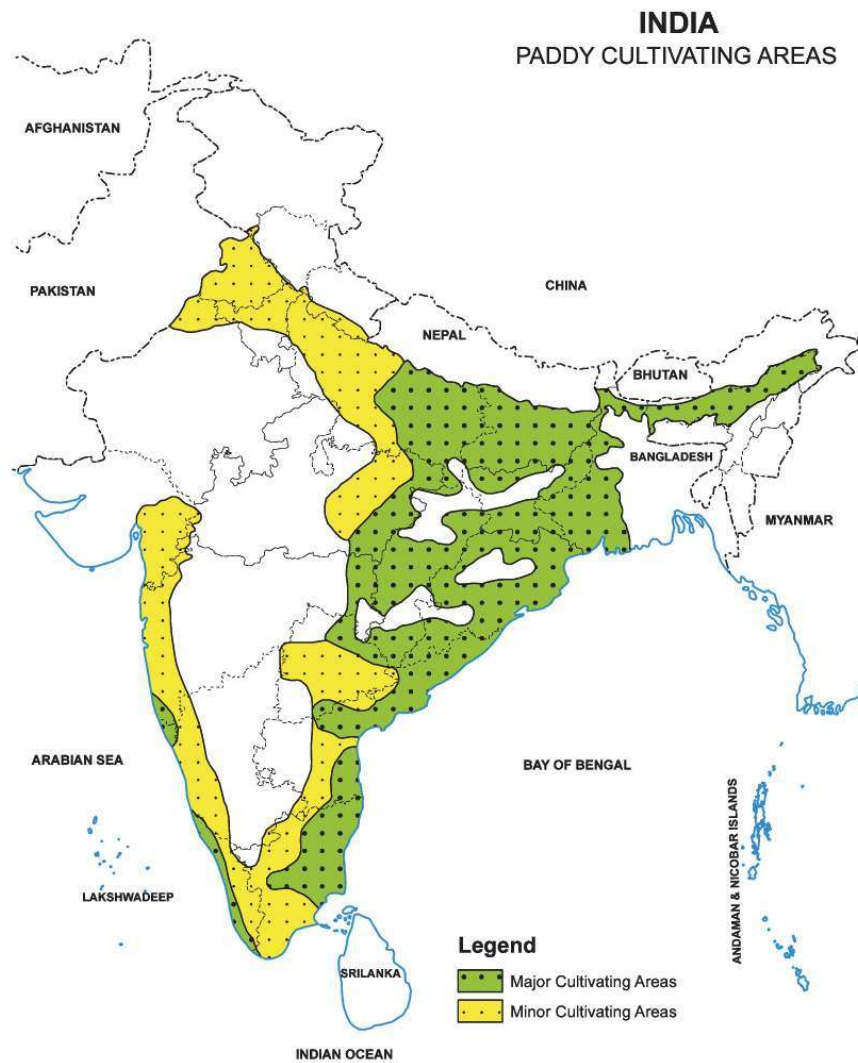 INDIA
PADDY CULTIVATING AREAS
AFGHANISTAN
PAKISTAN
CHINA
NEPAL
BHUTAN
BANGLADESH
MYANMAR
ARABIAN SEA
BAY OF BENGAL
ANDAMAN & NICOBAR ISLANDS
LAKSHWADEEP
SRILANKA
Legend
Major Cultivating Areas
Minor Cultivating Areas
INDIAN OCEAN